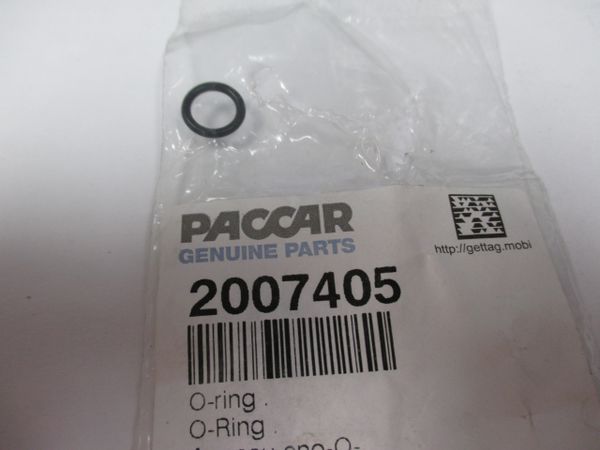 PACCAR
GENUINE PARTS
http://gettag.mobi
2007405
O-ring .
O-Ring .